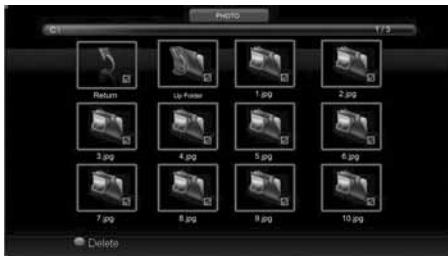 PHOTO
C:\ 1 / 3
Return Up Folder 1.jpg 2.jpg
3.jpg 4.jpg 5.jpg 6.jpg
7.jpg 8.jpg 9.jpg 10.jpg
Delete